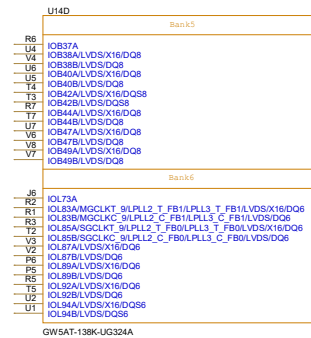 U14D
Bank5
R6 IOB37A
U4 IOB38A/LVDS/X16/DQ8
V4 IOB38B/LVDS/DQ8
U6 IOB40A/LVDS/X16/DQ8
U5 IOB40B/LVDS/DQ8
T4 IOB42A/LVDS/X16/DQS8
T3 IOB42B/LVDS/DQS8
R7 IOB44A/LVDS/X16/DQ8
T7 IOB44B/LVDS/DQ8
U7 IOB47A/LVDS/X16/DQ8
V6 IOB47B/LVDS/DQ8
V8 IOB49A/LVDS/X16/DQ8
V7 IOB49B/LVDS/DQ8
Bank6
J6 IOL73A
R2 IOL83A/MGCLKT_9/LPLL2_T_FB1/LPLL3_T_FB1/LVDS/X16/DQ6
R1 IOL83B/MGCLKC_9/LPLL2_C_FB1/LPLL3_C_FB1/LVDS/DQ6
R3 IOL85A/SGCLKT_9/LPLL2_T_FB0/LPLL3_T_FB0/LVDS/X16/DQ6
T2 IOL85B/SGCLKC_9/LPLL2_C_FB0/LPLL3_C_FB0/LVDS/DQ6
V3 IOL87A/LVDS/X16/DQ6
V2 IOL87B/LVDS/DQ6
P6 IOL89A/LVDS/X16/DQ6
P5 IOL89B/LVDS/DQ6
R5 IOL92A/LVDS/X16/DQ6
T5 IOL92B/LVDS/DQ6
U2 IOL94A/LVDS/X16/DQS6
U1 IOL94B/LVDS/DQS6
GW5AT-138K-UG324A